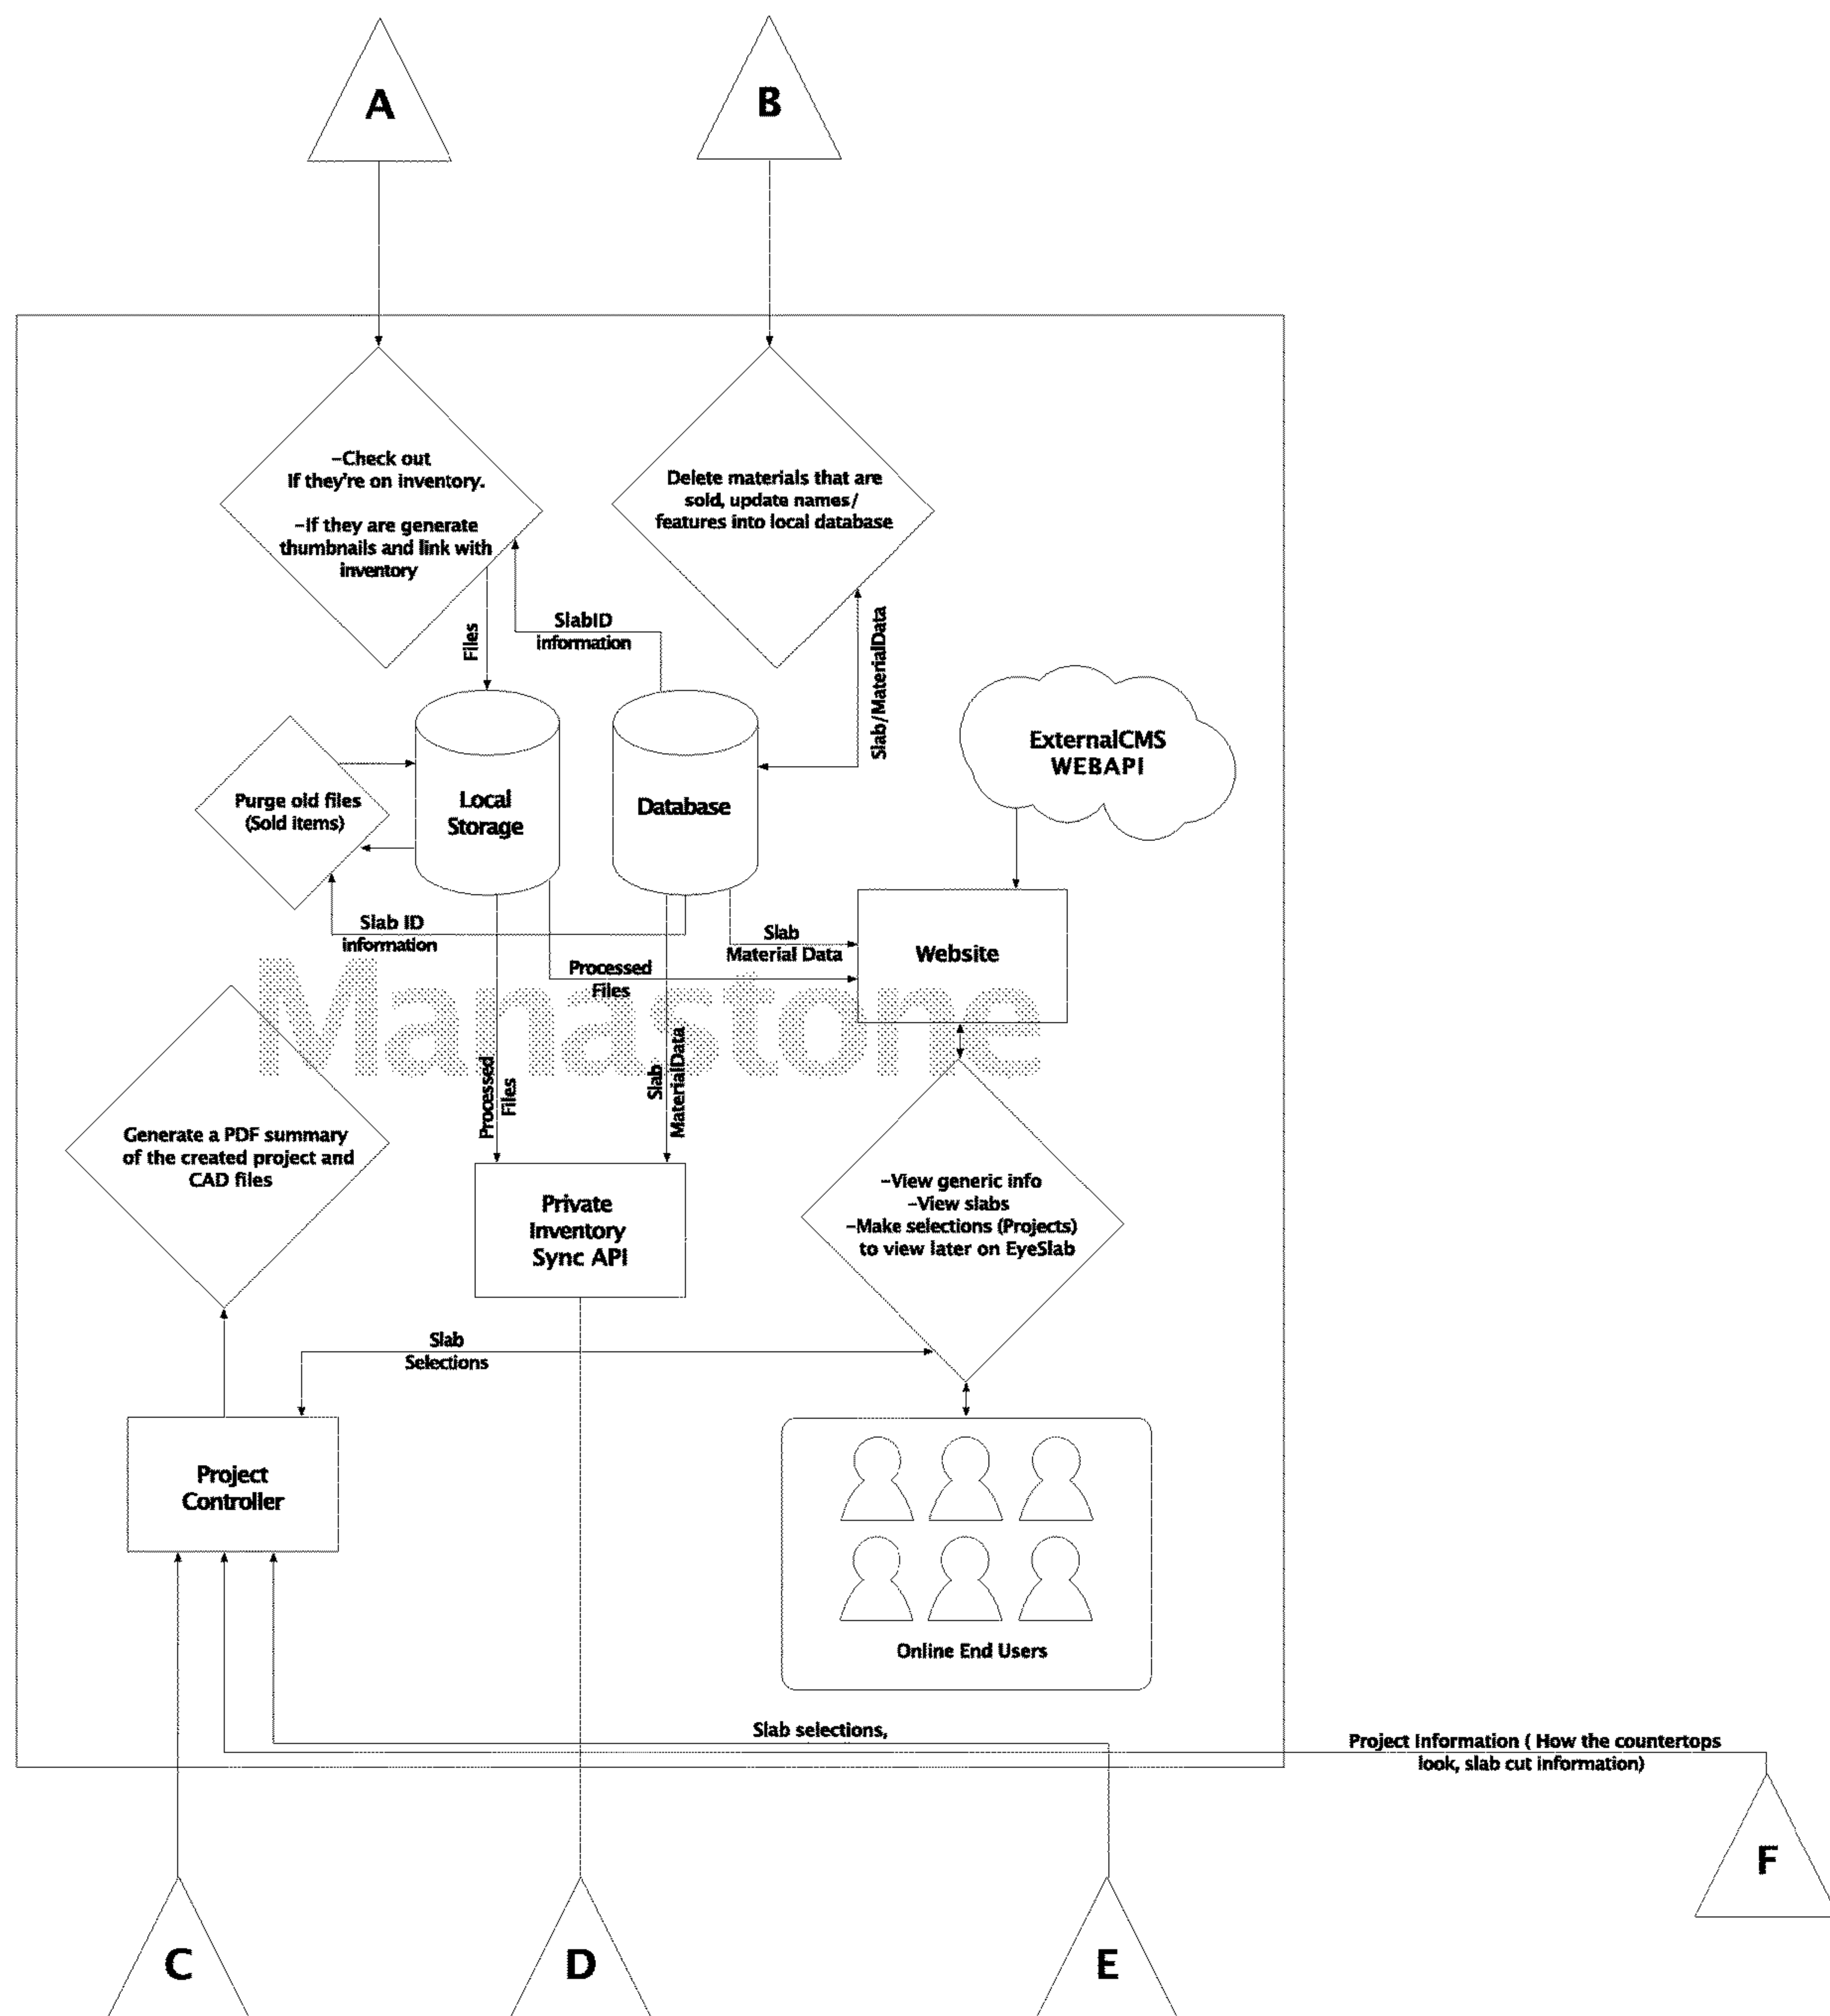 A
B
-Check out
If they're on inventory.
-If they are generate
thumbnails and link with
inventory
Delete materials that are
sold, update names/
features into local database
Files
SlabID
information
Slab/MaterialData
ExternalCMS
WEBAPI
Purge old files
(Sold items)
Local
Storage
Database
Slab ID
information
Slab
Material Data
Website
Processed
Files
Manastone
Processed
Files
Slab
MaterialData
Generate a PDF summary
of the created project and
CAD files
Private
Inventory
Sync API
-View generic info
-View slabs
-Make selections (Projects)
to view later on EyeSlab
Slab
Selections
Project
Controller
Online End Users
Slab selections,
Project Information ( How the countertops
look, slab cut information)
F
C
D
E